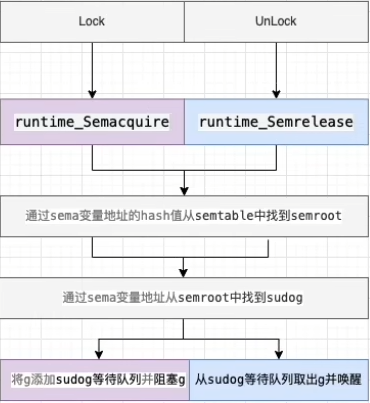 Lock
UnLock
runtime_Semacquire
runtime_Semrelease
通过sema变量地址的hash值从semtable中找到semroot
通过sema变量地址从semroot中找到sudog
将g添加sudog等待队列并阻塞g
从sudog等待队列取出g并唤醒